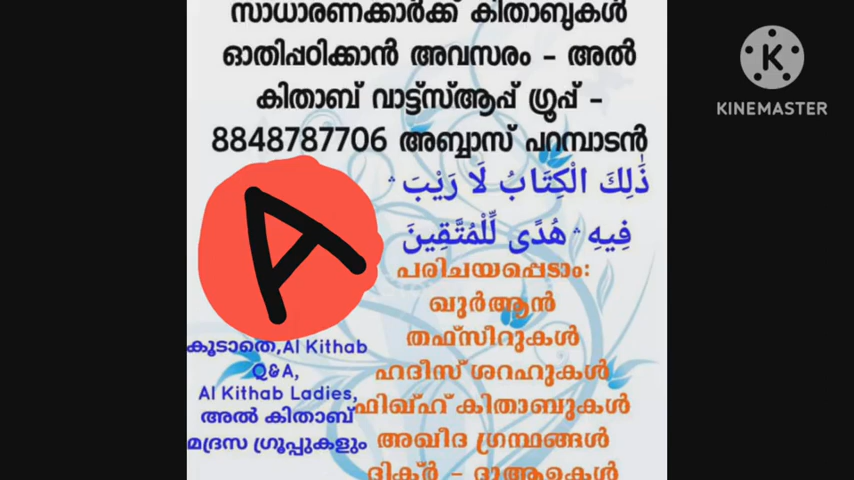 സാധാരണക്കാർക്ക് കിതാബുകൾ
ഓതിപ്പഠിക്കാൻ അവസരം - അൽ
കിതാബ് വാട്ട്സ്ആപ്പ് ഗ്രൂപ്പ് -
8848787706 അബ്ബാസ് പറമ്പാടൻ
ذَٰلِكَ الْكِتَابُ لَا رَيْبَ ۛ
فِيهِ ۛ هُدًى لِّلْمُتَّقِينَ
A
പരിചയപ്പെടാം:
ഖുർആൻ
തഫ്സീറുകൾ
ഹദീസ് ശറഹുകൾ
ഫിഖ്ഹ് കിതാബുകൾ
അഖീദ ഗ്രന്ഥങ്ങൾ
ദിക്ർ - ദുആളകൾ
കൂടാതെ,Al Kithab
Q&A,
Al Kithab Ladies,
അൽ കിതാബ്
മദ്രസ ഗ്രൂപ്പുകളും
K
KINEMASTER